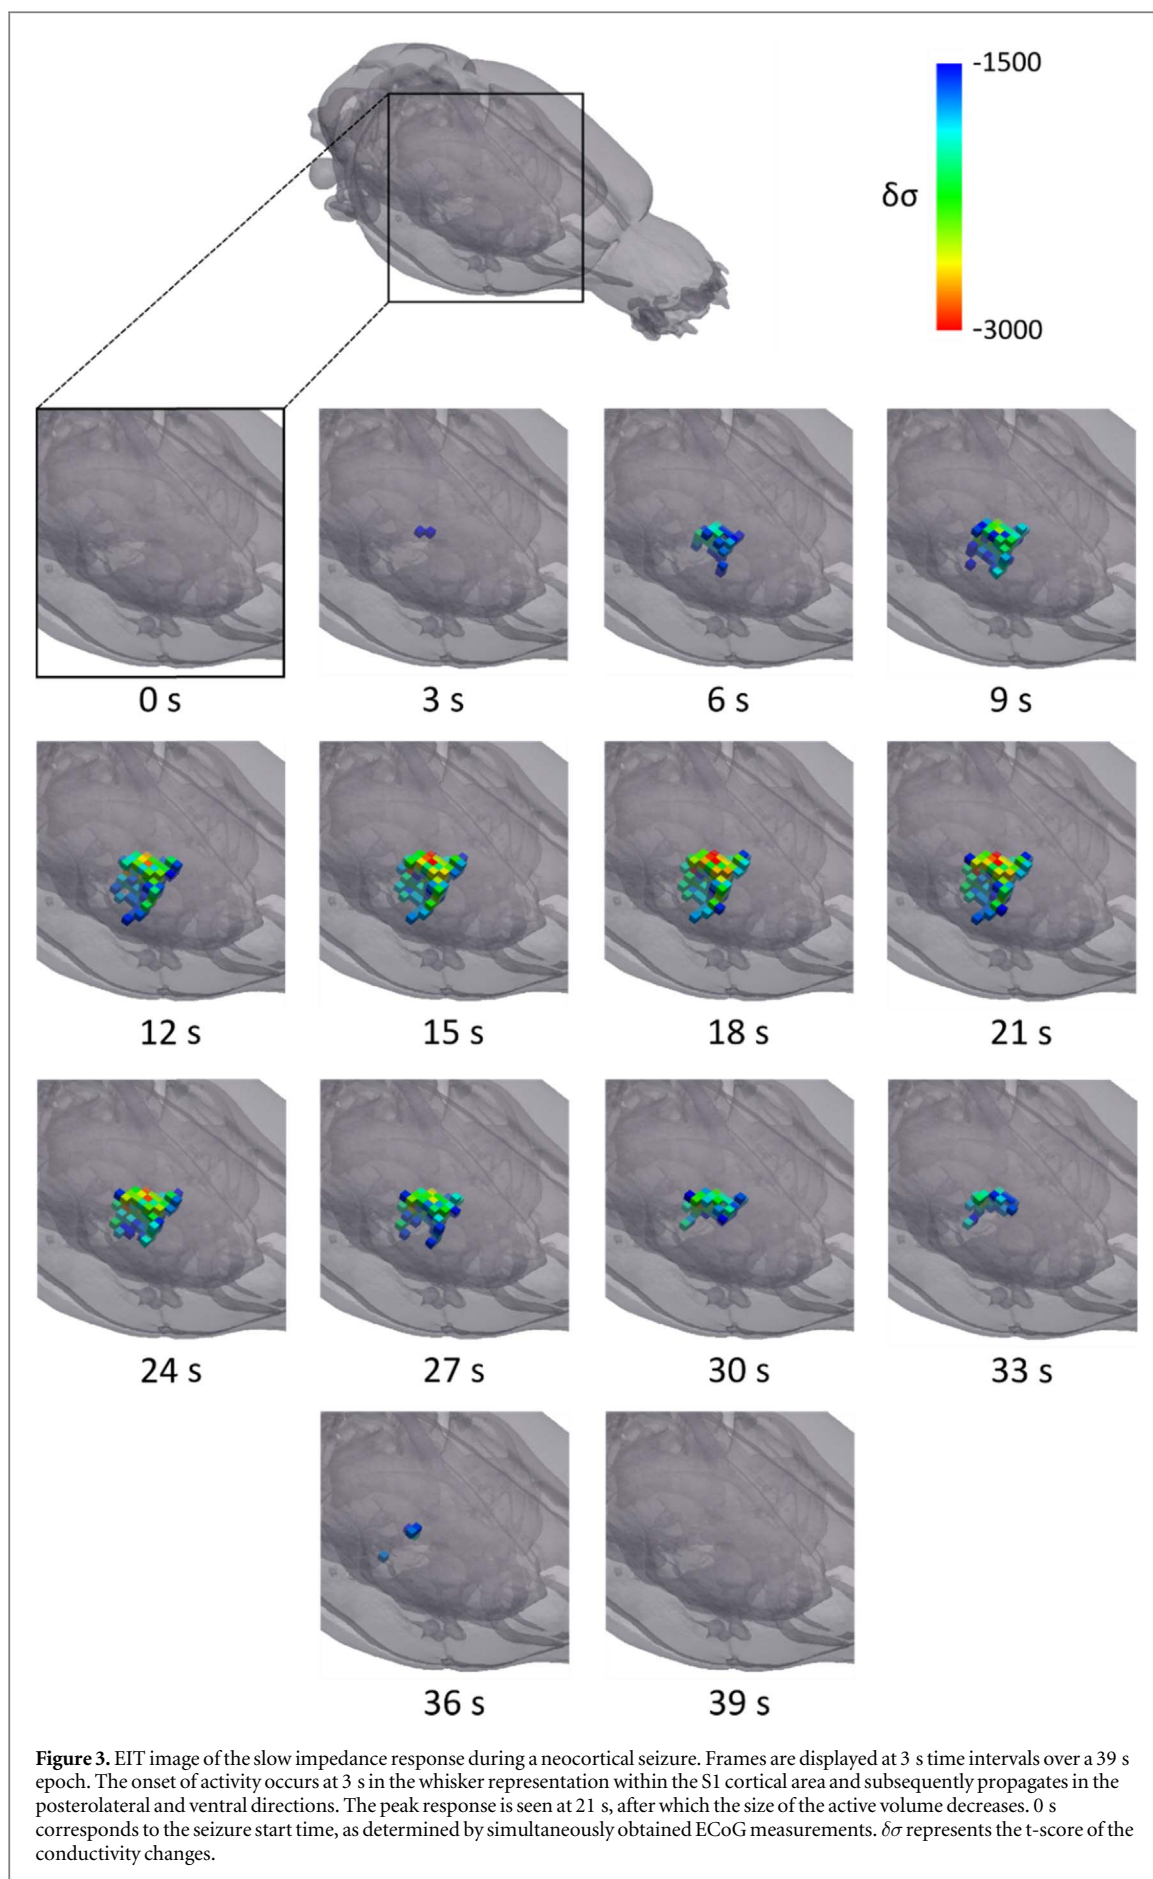 -1500
δσ
-3000
0 s
3 s
6 s
9 s
12 s
15 s
18 s
21 s
24 s
27 s
30 s
33 s
36 s
39 s
Figure 3. EIT image of the slow impedance response during a neocortical seizure. Frames are displayed at 3 s time intervals over a 39 s
epoch. The onset of activity occurs at 3 s in the whisker representation within the S1 cortical area and subsequently propagates in the
posterolateral and ventral directions. The peak response is seen at 21 s, after which the size of the active volume decreases. 0 s
corresponds to the seizure start time, as determined by simultaneously obtained ECoG measurements. δσ represents the t-score of the
conductivity changes.